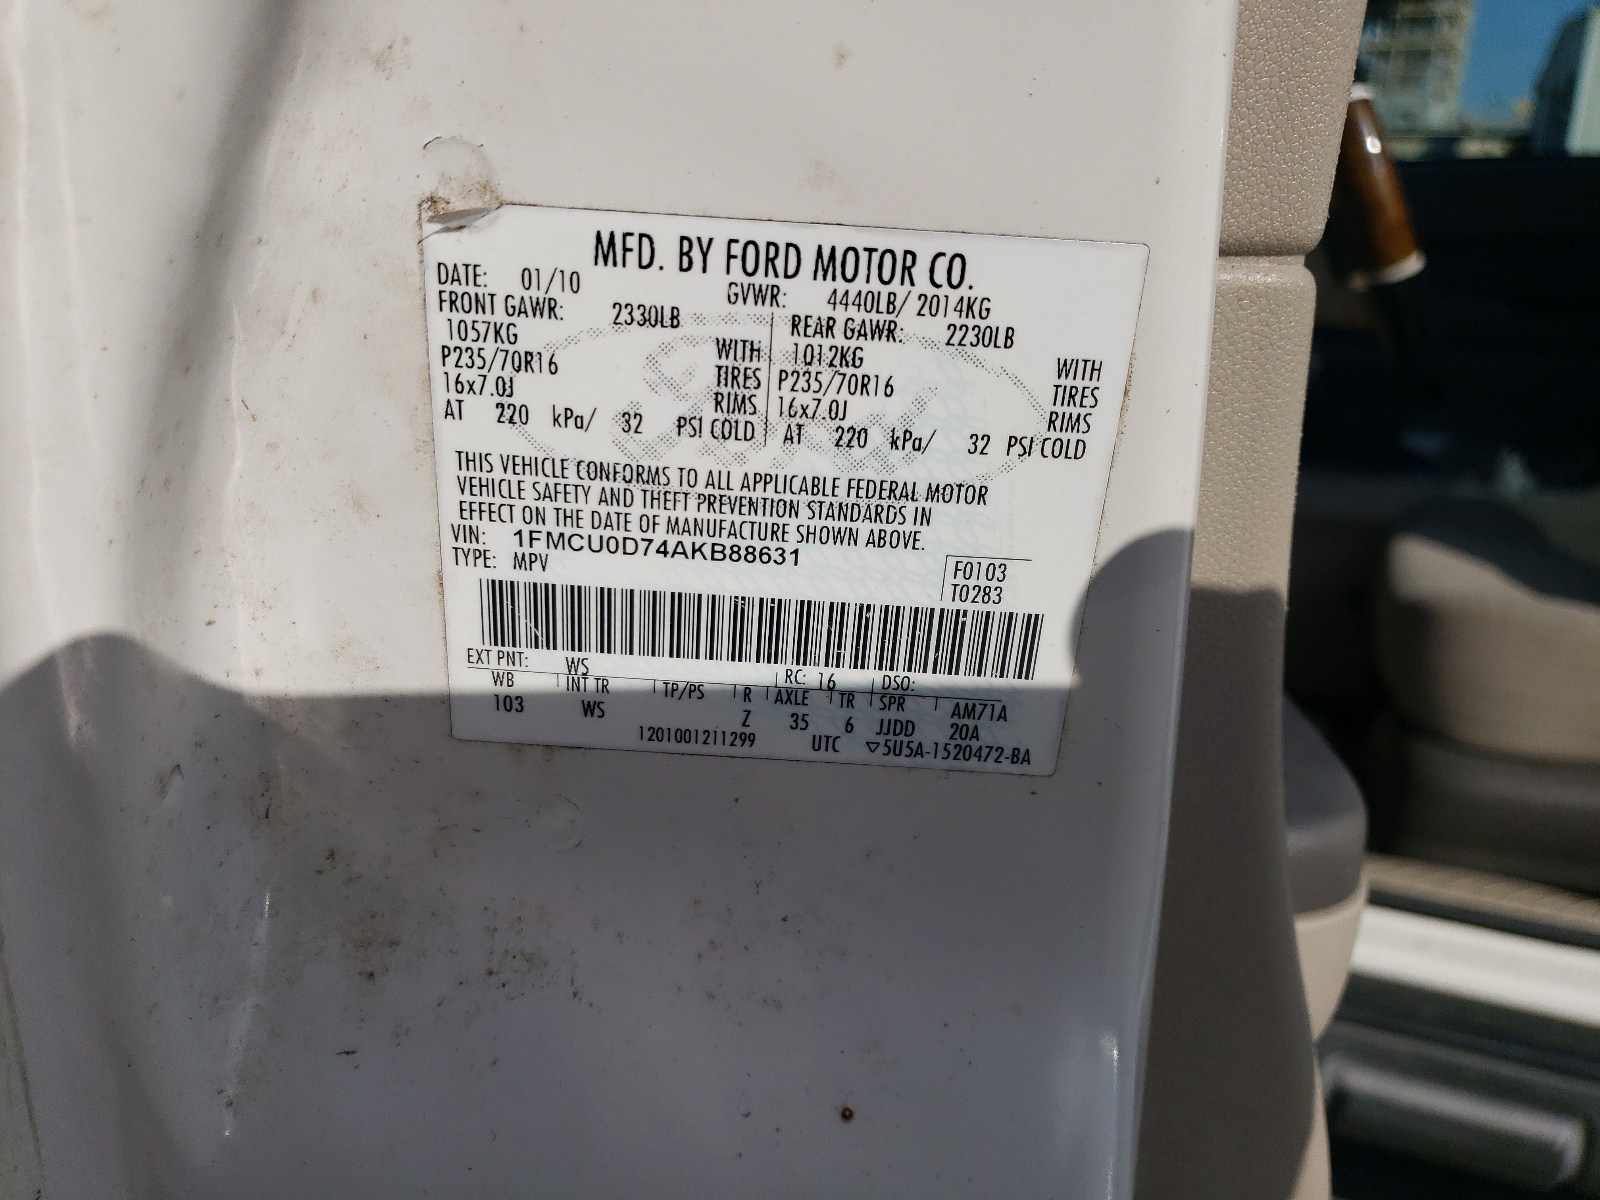 MFD. BY FORD MOTOR CO.
DATE: 01/10 GVWR: 4440LB/ 2014KG
FRONT GAWR: 2330LB REAR GAWR: 2230LB
1057KG WITH 1012KG WITH
P235/70R16 TIRES P235/70R16 TIRES
16x7.0J RIMS 16x7.0J RIMS
AT 220 kPa/ 32 PSI COLD AT 220 kPa/ 32 PSI COLD
THIS VEHICLE CONFORMS TO ALL APPLICABLE FEDERAL MOTOR
VEHICLE SAFETY AND THEFT PREVENTION STANDARDS IN
EFFECT ON THE DATE OF MANUFACTURE SHOWN ABOVE.
VIN: 1FMCU0D74AKB88631
TYPE: MPV
F0103
T0283
EXT PNT: WS RC: 16 DSO:
WB INT TR TP/PS R AXLE TR SPR AM71A
103 WS Z 35 6 JJDD 20A
1201001211299 UTC ▽5U5A-1520472-BA
Ford